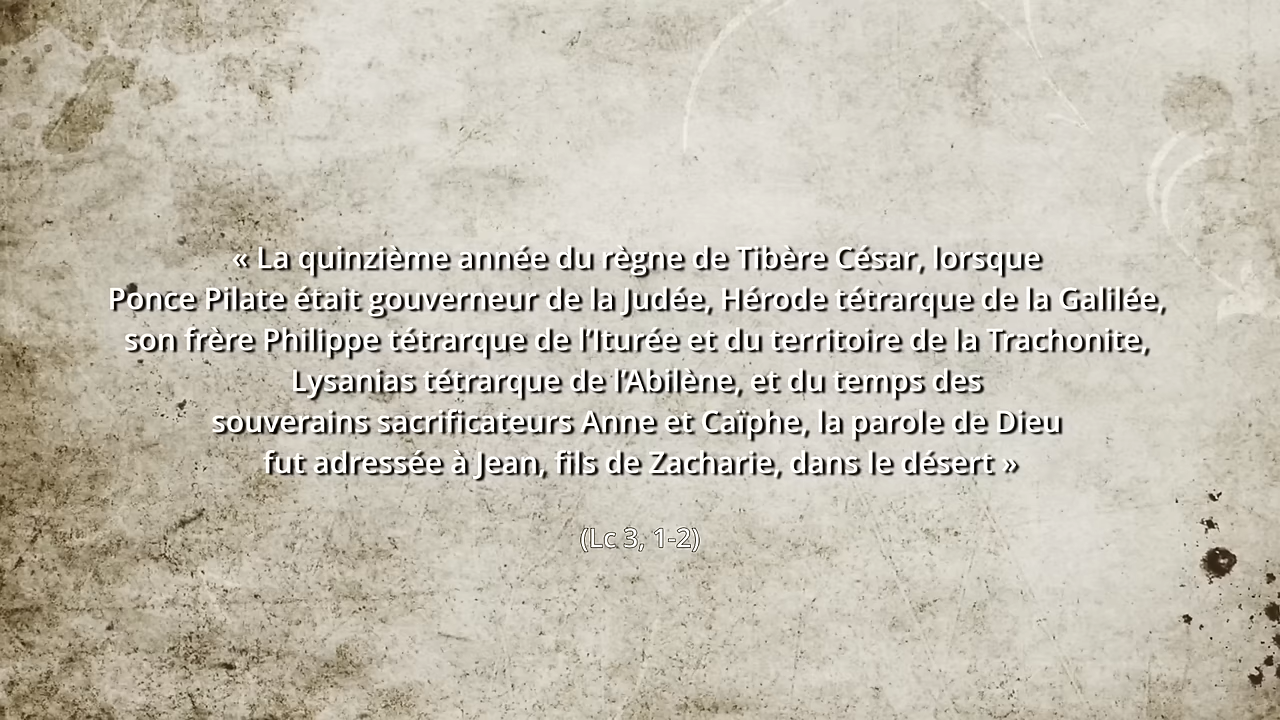 « La quinzième année du règne de Tibère César, lorsque
Ponce Pilate était gouverneur de la Judée, Hérode tétrarque de la Galilée,
son frère Philippe tétrarque de l’Iturée et du territoire de la Trachonite,
Lysanias tétrarque de l’Abilène, et du temps des
souverains sacrificateurs Anne et Caïphe, la parole de Dieu
fut adressée à Jean, fils de Zacharie, dans le désert »
(Lc 3, 1-2)